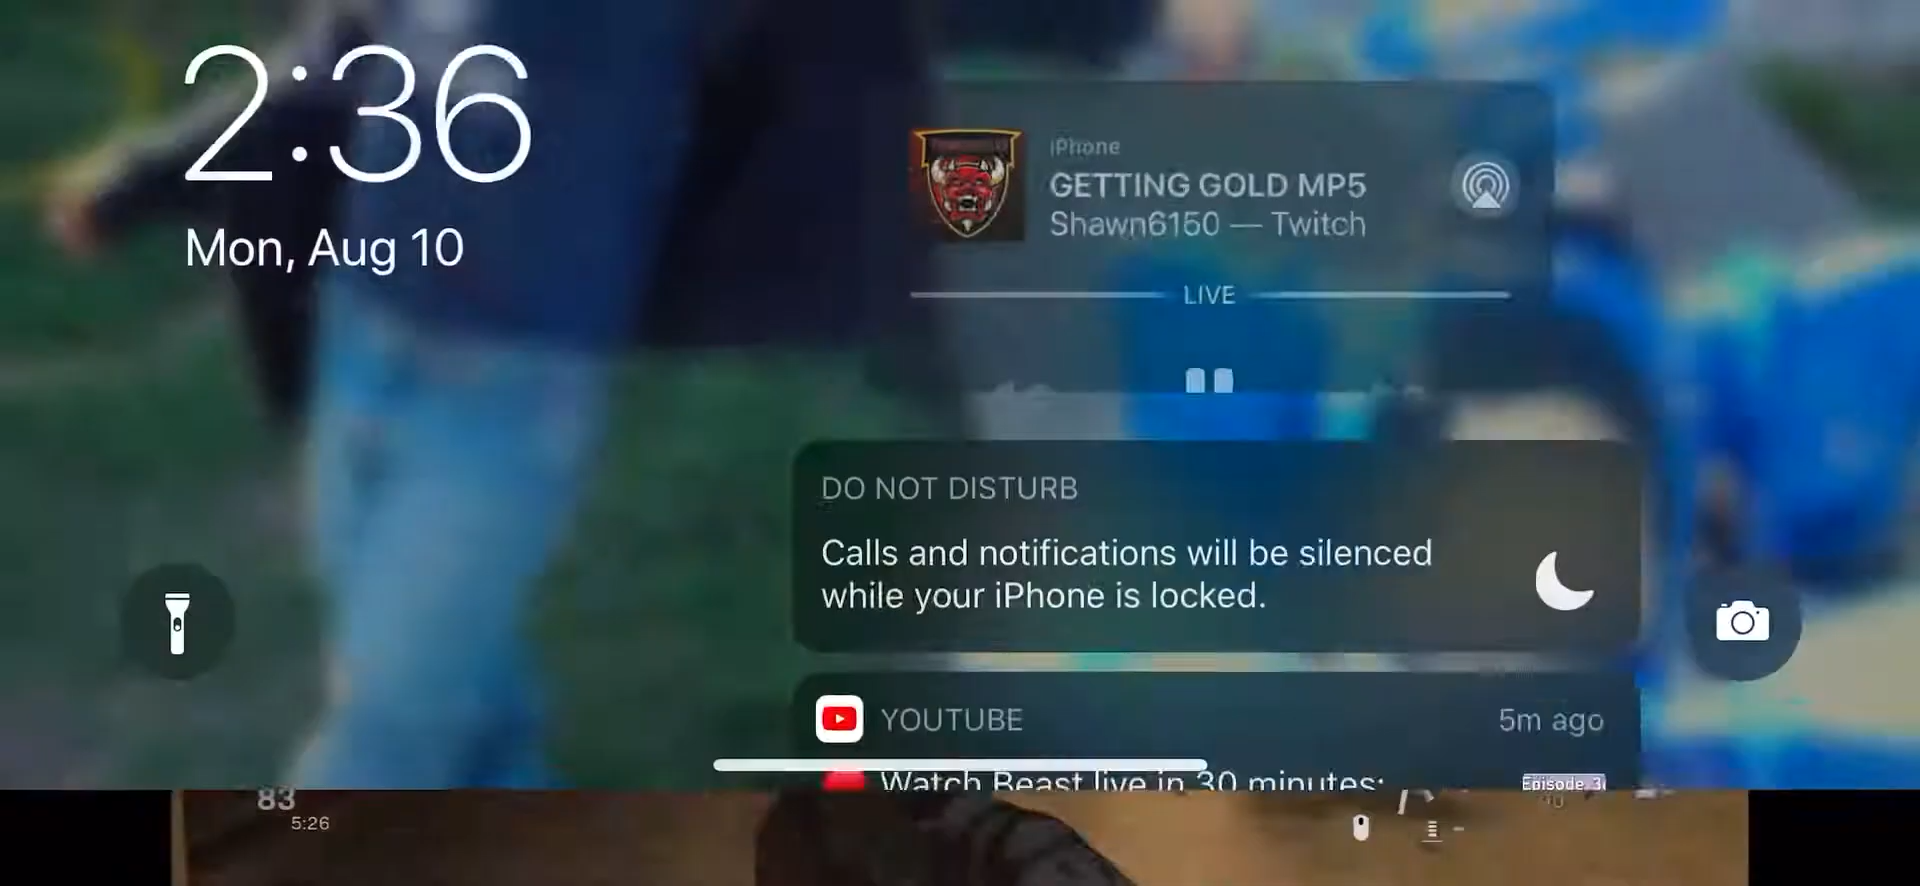 2:36
Mon, Aug 10
iPhone
GETTING GOLD MP5
Shawn6150 — Twitch
LIVE
DO NOT DISTURB
Calls and notifications will be silenced
while your iPhone is locked.
YOUTUBE
5m ago
Watch Beast live in 30 minutes:
Episode 3
83
5:26